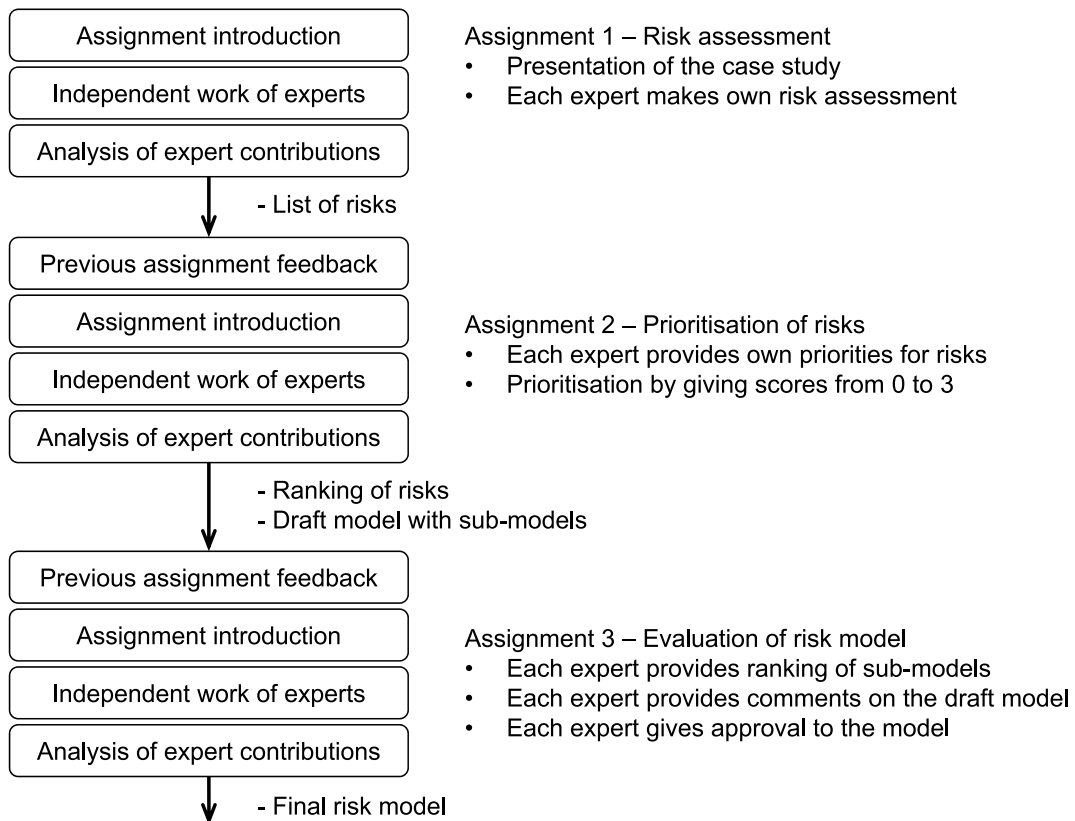 Assignment introduction
Independent work of experts
Analysis of expert contributions
Assignment 1 – Risk assessment
• Presentation of the case study
• Each expert makes own risk assessment
- List of risks
Previous assignment feedback
Assignment introduction
Independent work of experts
Analysis of expert contributions
Assignment 2 – Prioritisation of risks
• Each expert provides own priorities for risks
• Prioritisation by giving scores from 0 to 3
- Ranking of risks
- Draft model with sub-models
Previous assignment feedback
Assignment introduction
Independent work of experts
Analysis of expert contributions
Assignment 3 – Evaluation of risk model
• Each expert provides ranking of sub-models
• Each expert provides comments on the draft model
• Each expert gives approval to the model
- Final risk model